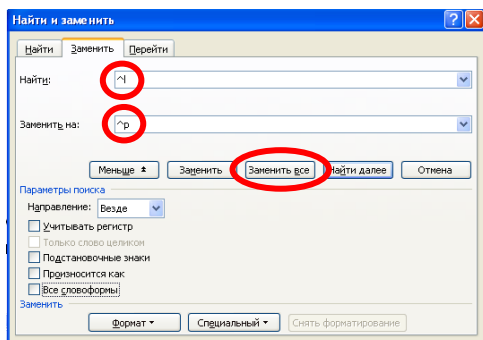 Найти и заменить
Найти Заменить Перейти
Найти: ^l
Заменить на: ^p
Меньше Заменить Заменить все Найти далее Отмена
Параметры поиска
Направление: Везде
Учитывать регистр
Только слово целиком
Подстановочные знаки
Произносится как
Все словоформы
Заменить
Формат Специальный Снять форматирование